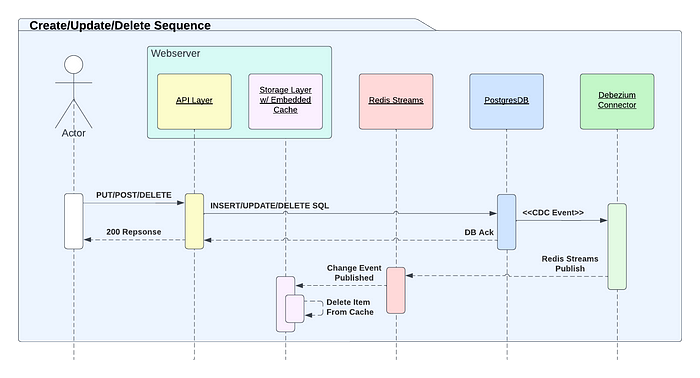 Create/Update/Delete Sequence
Webserver
Actor
API Layer
Storage Layer
w/ Embedded
Cache
Redis Streams
PostgresDB
Debezium
Connector
PUT/POST/DELETE
INSERT/UPDATE/DELETE SQL
<<CDC Event>>
200 Repsonse
DB Ack
Redis Streams
Publish
Change Event
Published
Delete Item
From Cache